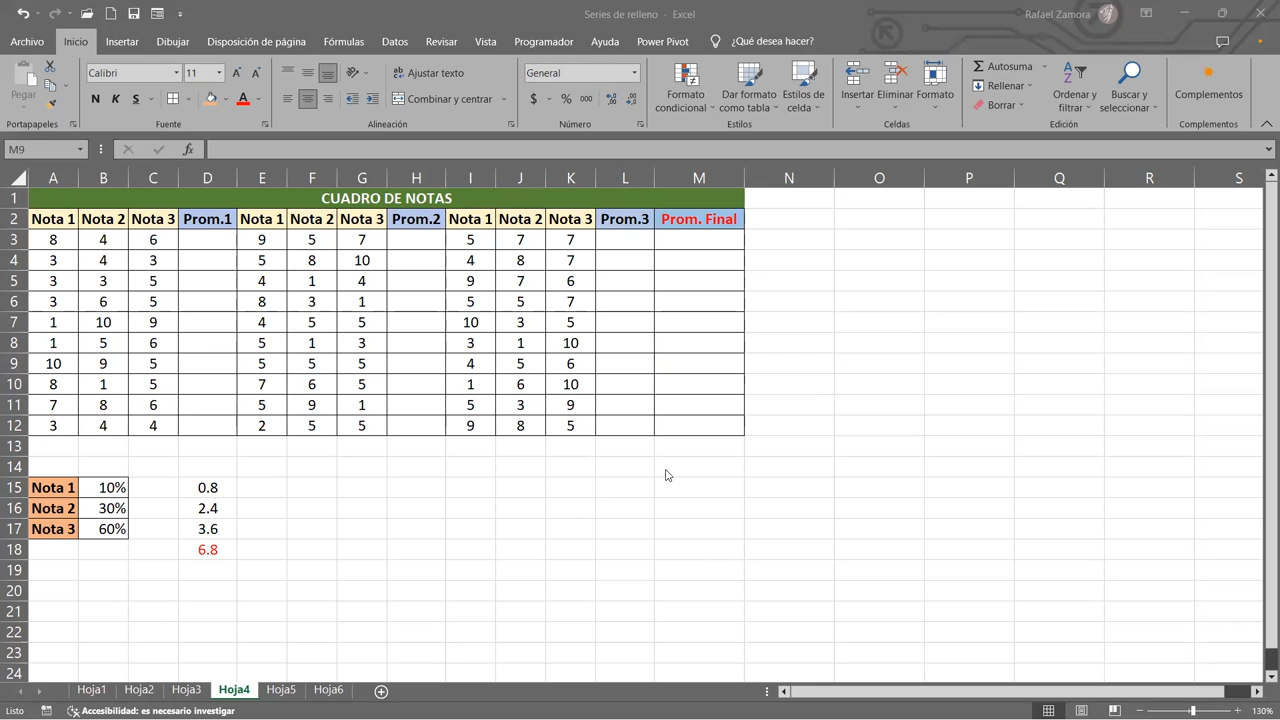 Series de relleno - Excel
Rafael Zamora
Archivo Inicio Insertar Dibujar Disposición de página Fórmulas Datos Revisar Vista Programador Ayuda Power Pivot ¿Qué desea hacer?
Pegar
Portapapeles
Calibri 11
N K S
Fuente
Ajustar texto
Combinar y centrar
Alineación
General
$ % 000
Número
Formato condicional
Dar formato como tabla
Estilos de celda
Estilos
Insertar Eliminar Formato
Celdas
Autosuma
Rellenar
Borrar
Ordenar y filtrar
Buscar y seleccionar
Edición
Complementos
Complementos
M9 fx
A B C D E F G H I J K L M N O P Q R S
1 CUADRO DE NOTAS
2 Nota 1 Nota 2 Nota 3 Prom.1 Nota 1 Nota 2 Nota 3 Prom.2 Nota 1 Nota 2 Nota 3 Prom.3 Prom. Final
3 8 4 6 9 5 7 5 7 7
4 3 4 3 5 8 10 4 8 7
5 3 3 5 4 1 4 9 7 6
6 3 6 5 8 3 1 5 5 7
7 1 10 9 4 5 5 10 3 5
8 1 5 6 5 1 3 3 1 10
9 10 9 5 5 5 5 4 5 6
10 8 1 5 7 6 5 1 6 10
11 7 8 6 5 9 1 5 3 9
12 3 4 4 2 5 5 9 8 5
13
14
15 Nota 1 10% 0.8
16 Nota 2 30% 2.4
17 Nota 3 60% 3.6
18 6.8
19
20
21
22
23
24
Hoja1 Hoja2 Hoja3 Hoja4 Hoja5 Hoja6
Listo Accesibilidad: es necesario investigar 130%